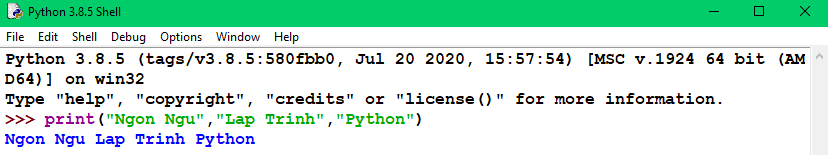 Python 3.8.5 Shell
File Edit Shell Debug Options Window Help
Python 3.8.5 (tags/v3.8.5:580fbb0, Jul 20 2020, 15:57:54) [MSC v.1924 64 bit (AM
D64)] on win32
Type "help", "copyright", "credits" or "license()" for more information.
>>> print("Ngon Ngu","Lap Trinh","Python")
Ngon Ngu Lap Trinh Python